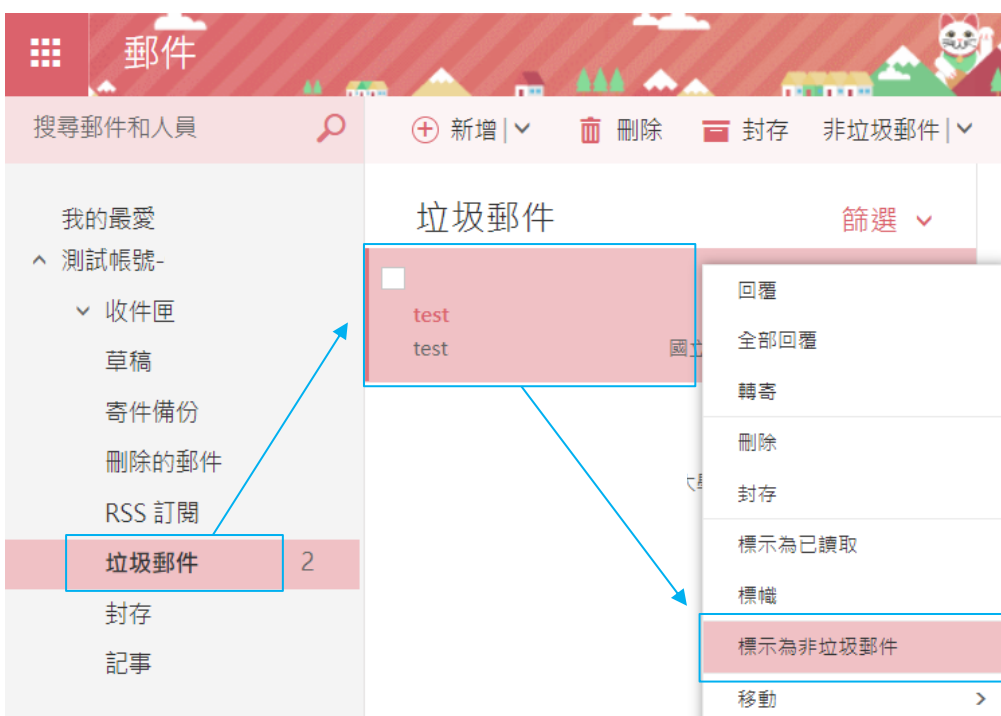 郵件
搜尋郵件和人員
新增
刪除
封存
非垃圾郵件
我的最愛
測試帳號-
收件匣
草稿
寄件備份
刪除的郵件
RSS 訂閱
垃圾郵件 2
封存
記事
垃圾郵件
篩選
test
test 國立
回覆
全部回覆
轉寄
刪除
封存
標示為已讀取
標幟
標示為非垃圾郵件
移動